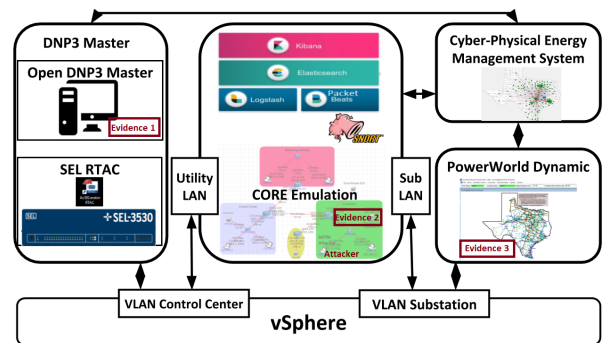 DNP3 Master
Open DNP3 Master
Evidence 1
SEL RTAC
AcSELerator
RTAC
SEL
SEL-3530
Utility
LAN
Kibana
Elasticsearch
Logstash
Packet
Beats
SNORT
CORE Emulation
Evidence 2
Attacker
Sub
LAN
Cyber-Physical Energy
Management System
PowerWorld Dynamic
Evidence 3
VLAN Control Center
VLAN Substation
vSphere